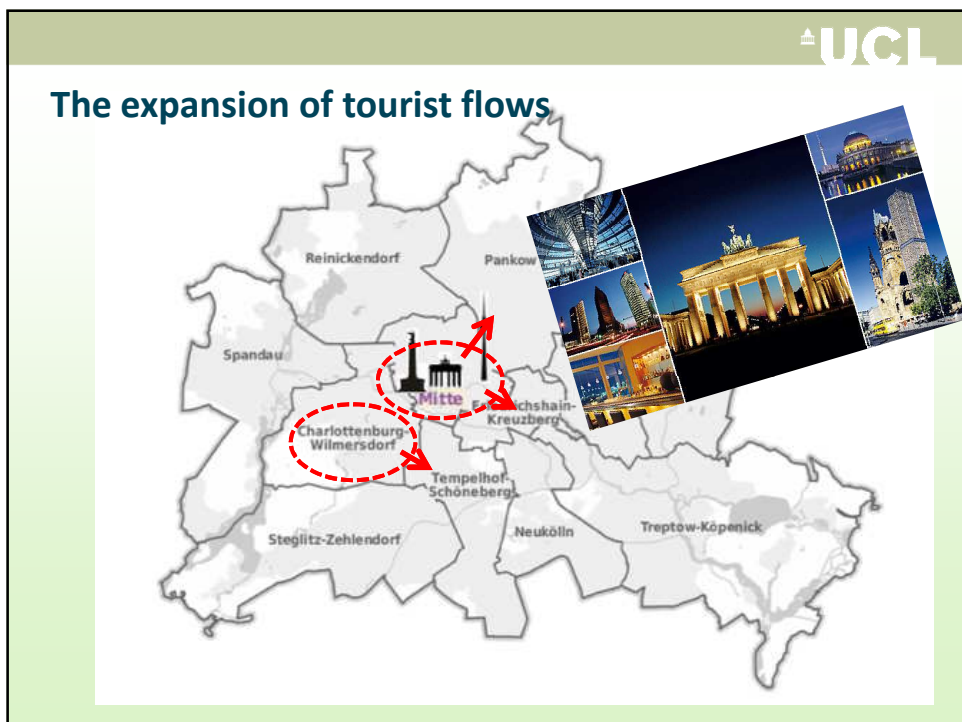 UCL
The expansion of tourist flows
Reinickendorf
Pankow
Spandau
Mitte
Friedrichshain-
Kreuzberg
Charlottenburg-
Wilmersdorf
Tempelhof-
Schöneberg
Neukölln
Treptow-Köpenick
Steglitz-Zehlendorf